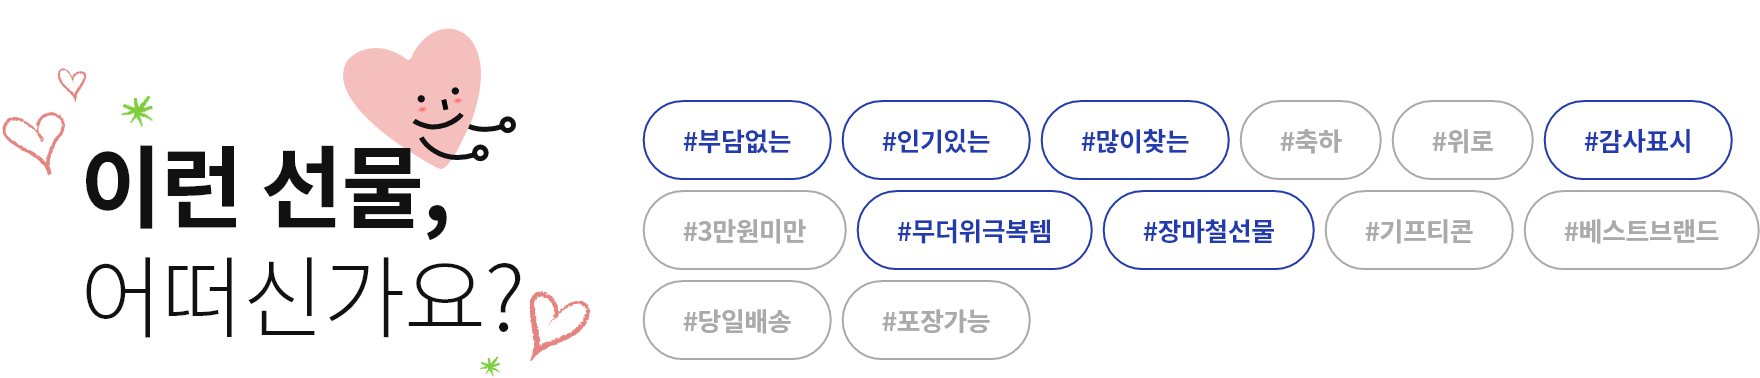 이런 선물,
어떠신가요?
#부담없는 #인기있는 #많이찾는 #축하 #위로 #감사표시
#3만원미만 #무더위극복템 #장마철선물 #기프티콘 #베스트브랜드
#당일배송 #포장가능